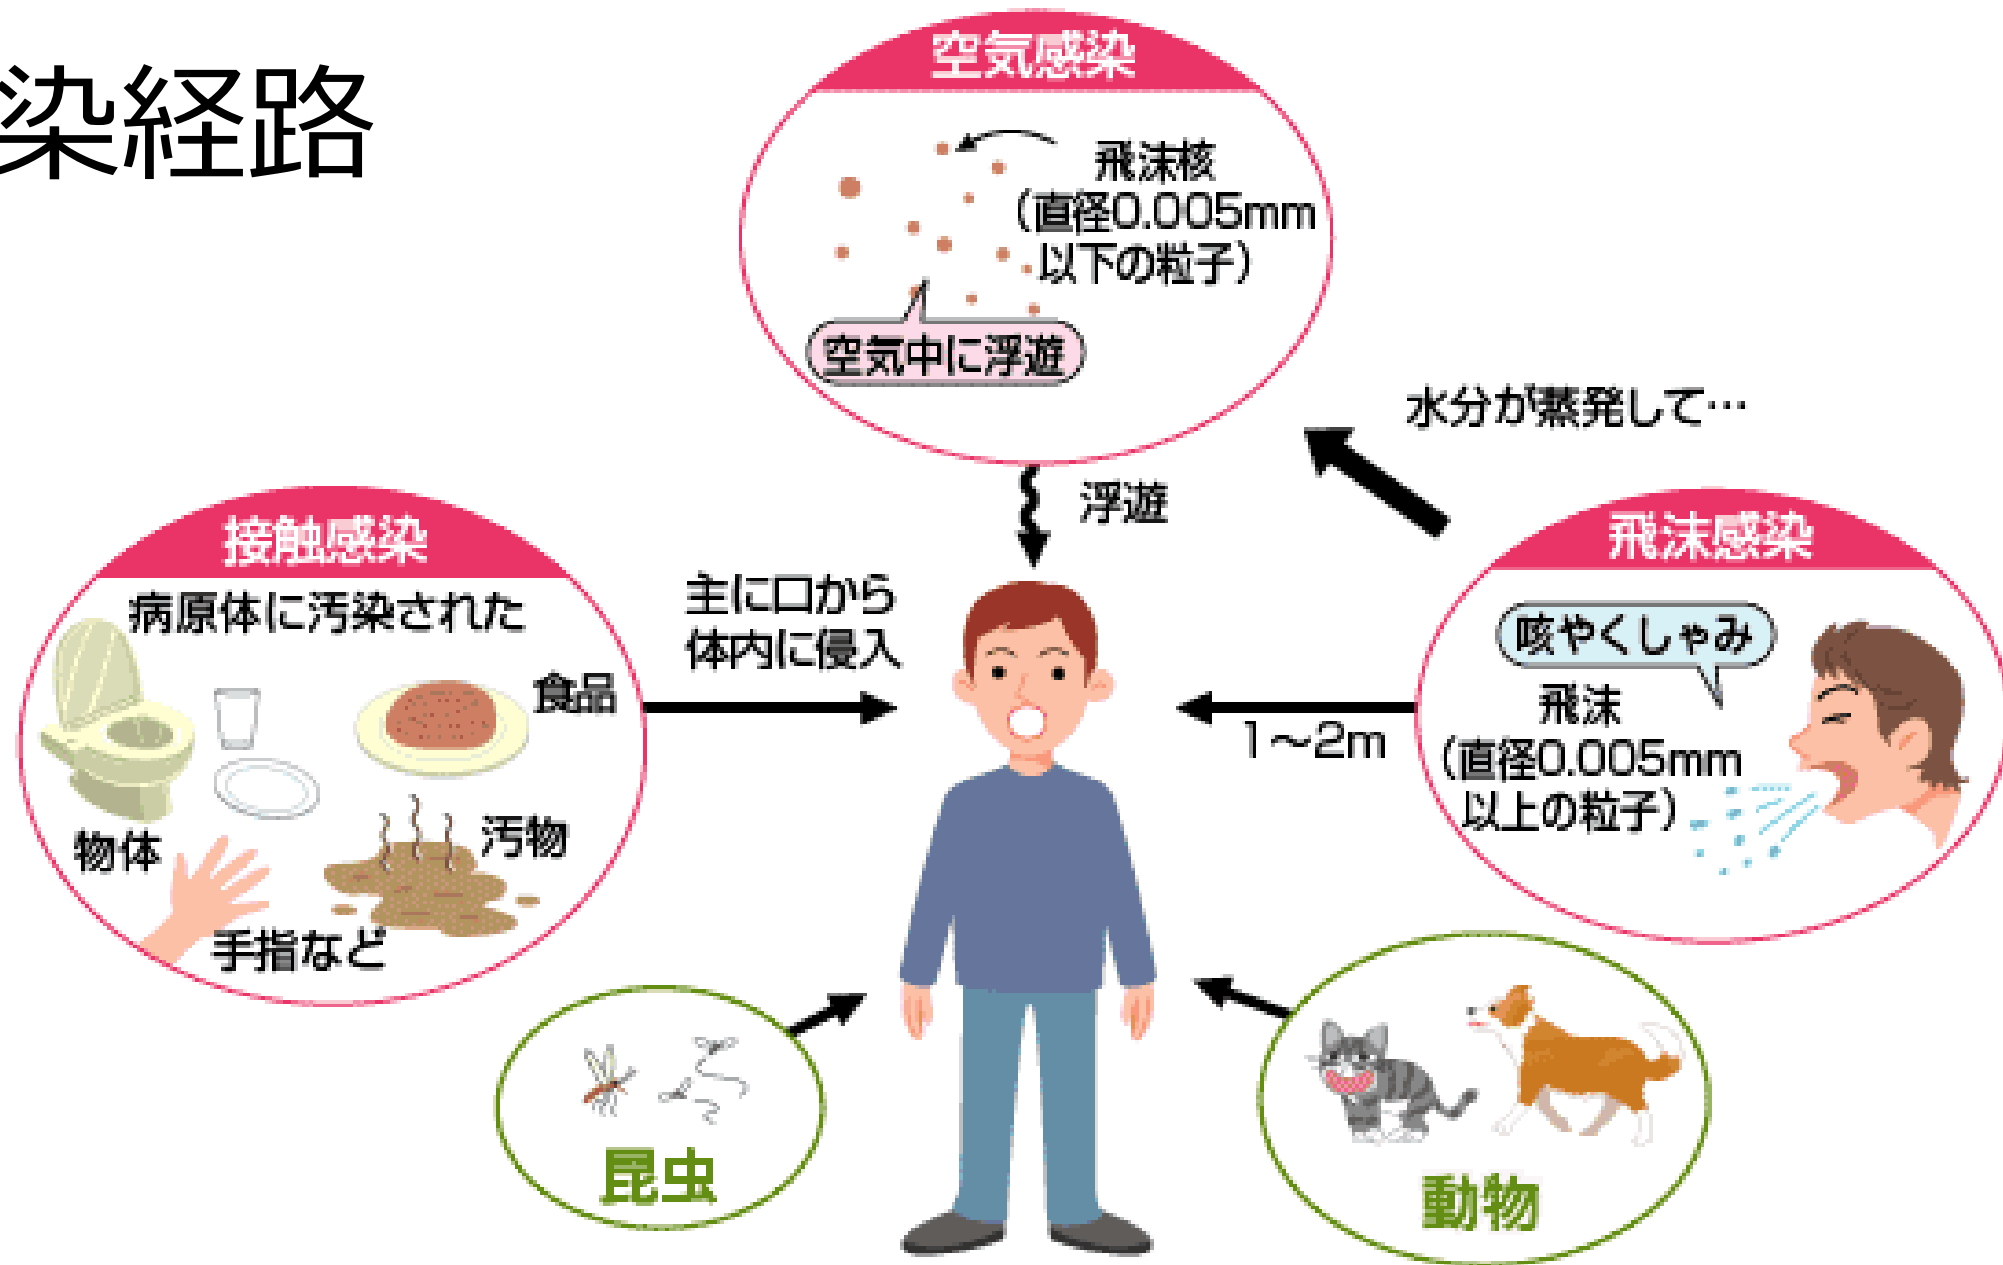 染経路
空気感染
飛沫核
（直径0.005mm
以下の粒子）
空気中に浮遊
水分が蒸発して…
浮遊
接触感染
病原体に汚染された
食品
物体
汚物
手指など
主に口から
体内に侵入
飛沫感染
咳やくしゃみ
飛沫
（直径0.005mm
以上の粒子）
1～2m
昆虫
動物